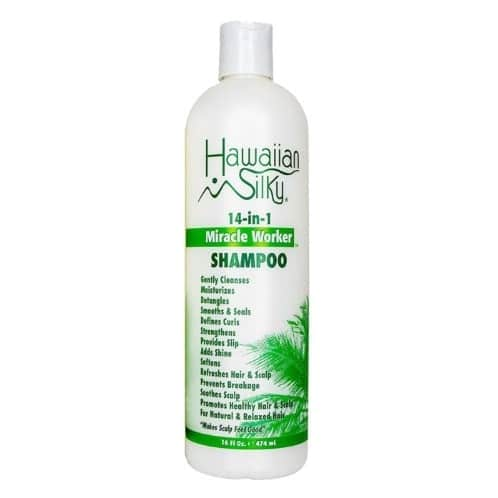 Hawaiian
Silky®
14-in-1
Miracle Worker™
SHAMPOO
Gently Cleanses
Moisturizes
Detangles
Smooths & Seals
Defines Curls
Strengthens
Provides Slip
Adds Shine
Softens
Refreshes Hair & Scalp
Prevents Breakage
Soothes Scalp
Promotes Healthy Hair & Scalp
For Natural & Relaxed Hair
"Makes Scalp Feel Good"
16 Fl Oz. • 474 ml